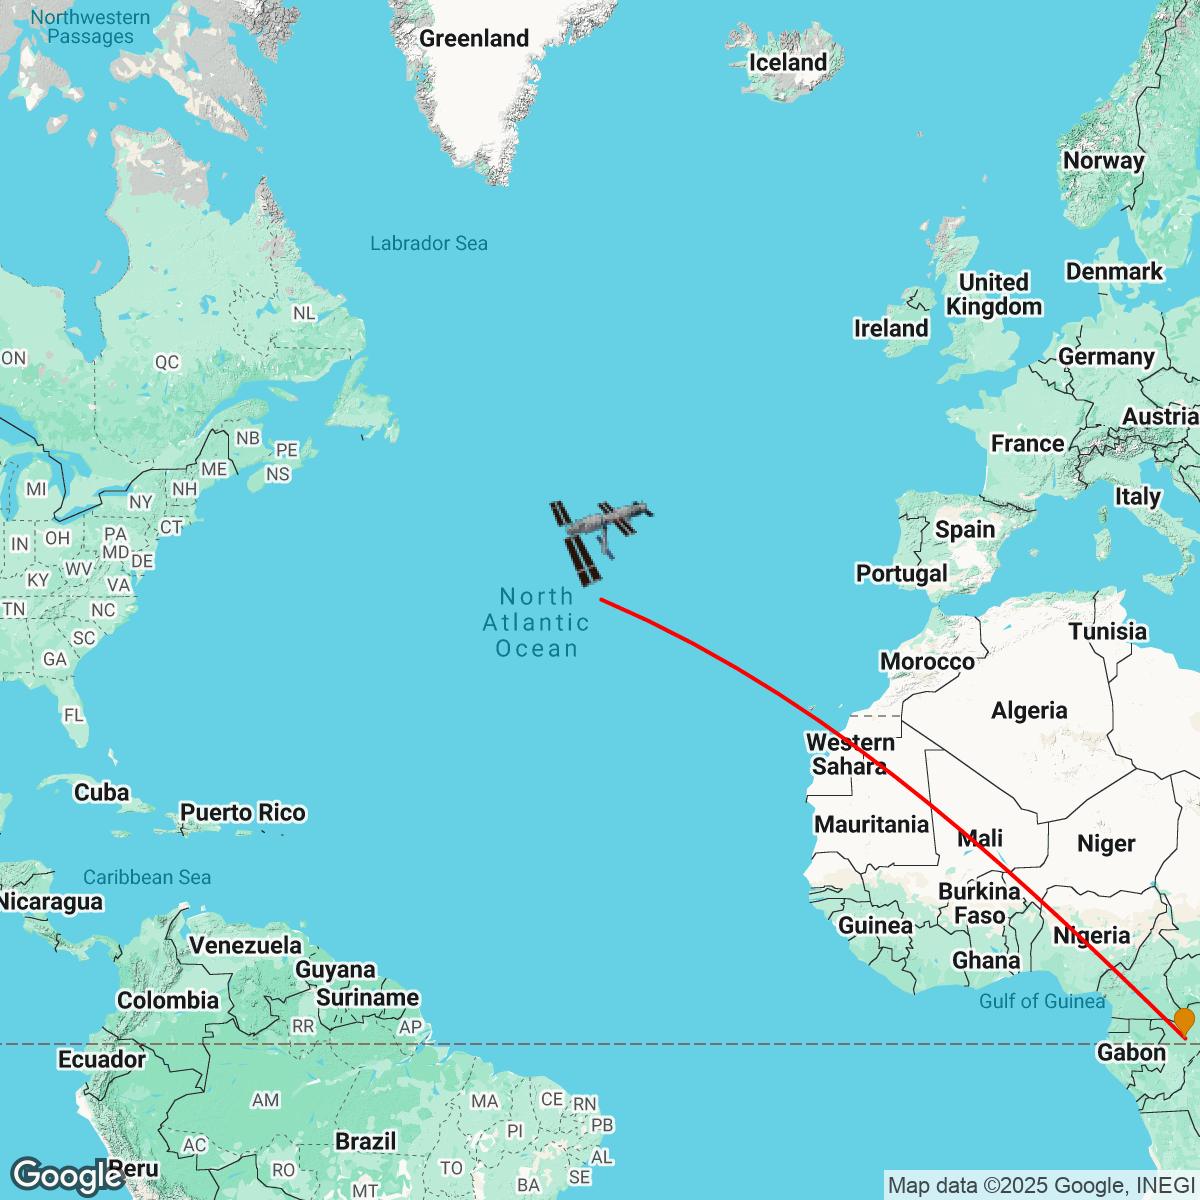 Northwestern
Passages
Greenland
Iceland
Norway
Labrador Sea
Denmark
United
Kingdom
NL
Ireland
ON
QC
Germany
Austria
NB
France
PE
ME
NS
MI
NH
NY
Italy
CT
PA
Spain
OH
IN
MD
DE
WV
Portugal
KY
VA
North
TN
NC
Atlantic
Tunisia
SC
Ocean
GA
Morocco
Algeria
FL
Western
Sahara
Cuba
Puerto Rico
Mauritania
Mali
Niger
Caribbean Sea
Burkina
Faso
Nicaragua
Guinea
Nigeria
Venezuela
Ghana
Guyana
Suriname
Colombia
Gulf of Guinea
RR
AP
Gabon
Ecuador
AM
MA
CE
RN
PB
PI
Brazil
AC
AL
TO
RO
Peru
SE
BA
MT
Google
Map data ©2025 Google, INEGI